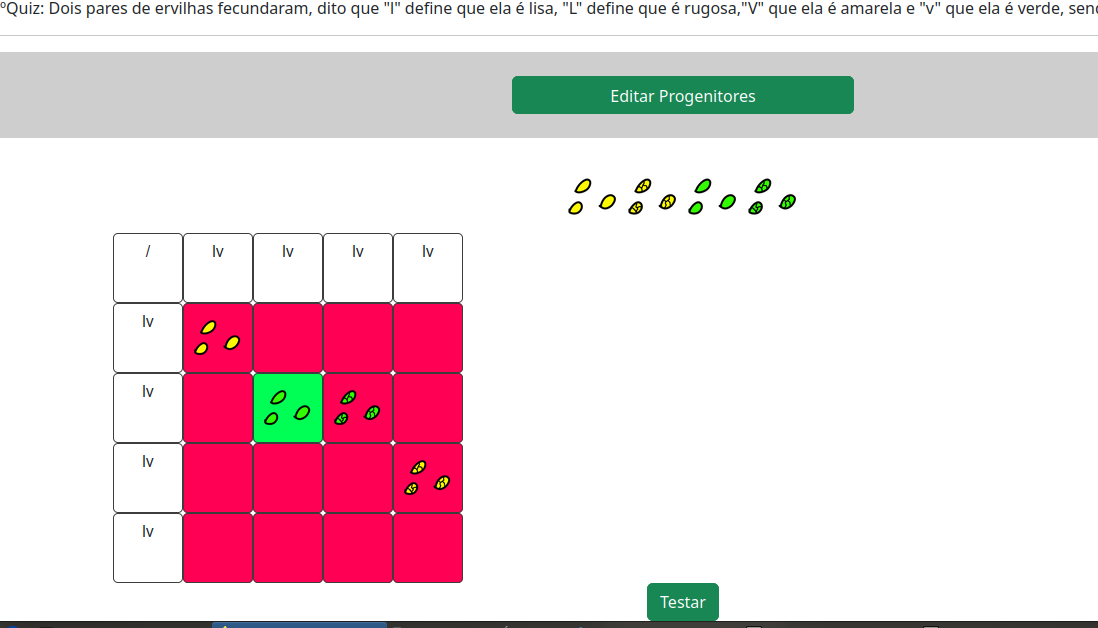 ºQuiz: Dois pares de ervilhas fecundaram, dito que "l" define que ela é lisa, "L" define que é rugosa,"V" que ela é amarela e "v" que ela é verde, send
Editar Progenitores
/ lv lv lv lv
lv
lv
lv
lv
Testar